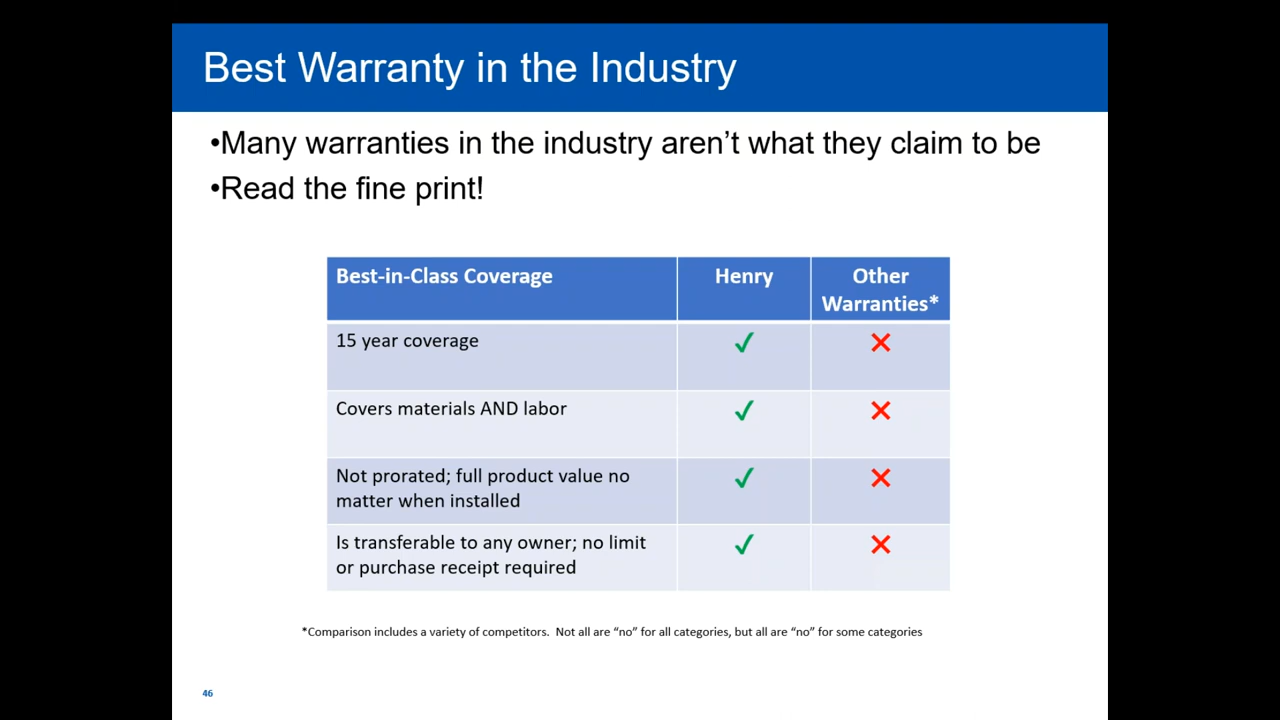 Best Warranty in the Industry
•Many warranties in the industry aren’t what they claim to be
•Read the fine print!
Best-in-Class Coverage
Henry
Other
Warranties*
15 year coverage
✓
✕
Covers materials AND labor
✓
✕
Not prorated; full product value no
matter when installed
✓
✕
Is transferable to any owner; no limit
or purchase receipt required
✓
✕
*Comparison includes a variety of competitors.  Not all are “no” for all categories, but all are “no” for some categories
46